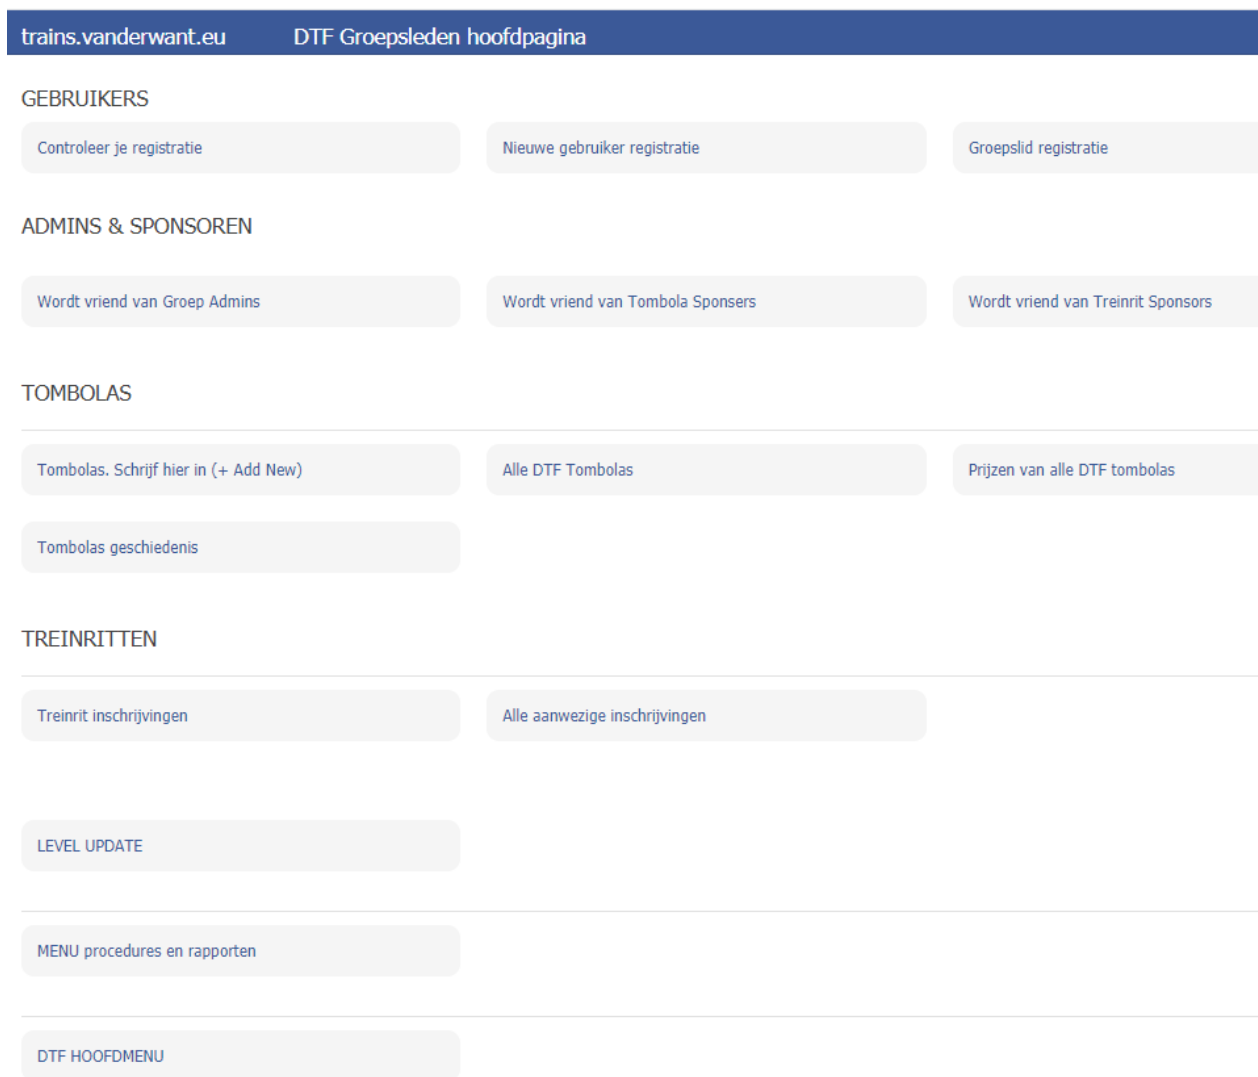 trains.vanderwant.eu DTF Groepsleden hoofdpagina
GEBRUIKERS
Controleer je registratie Nieuwe gebruiker registratie Groepslid registratie
ADMINS & SPONSOREN
Wordt vriend van Groep Admins Wordt vriend van Tombola Sponsers Wordt vriend van Treinrit Sponsors
TOMBOLAS
Tombolas. Schrijf hier in (+ Add New) Alle DTF Tombolas Prijzen van alle DTF tombolas
Tombolas geschiedenis
TREINRITTEN
Treinrit inschrijvingen Alle aanwezige inschrijvingen
LEVEL UPDATE
MENU procedures en rapporten
DTF HOOFDMENU